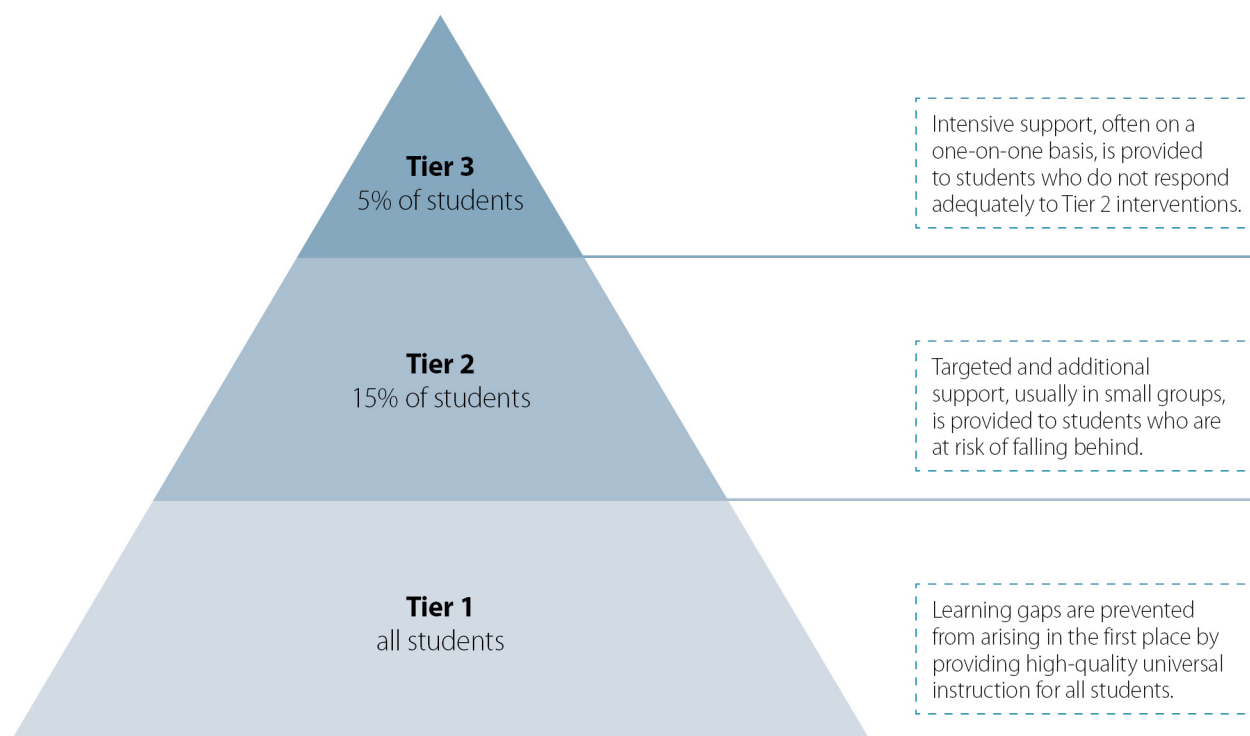 Tier 3
5% of students
Intensive support, often on a
one-on-one basis, is provided
to students who do not respond
adequately to Tier 2 interventions.
Tier 2
15% of students
Targeted and additional
support, usually in small groups,
is provided to students who are
at risk of falling behind.
Tier 1
all students
Learning gaps are prevented
from arising in the first place by
providing high-quality universal
instruction for all students.